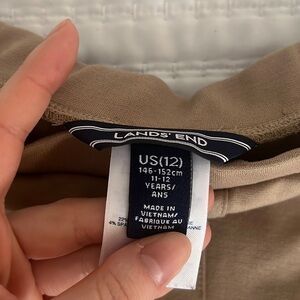 LANDS' END
US(12)
146-152cm
11-12
YEARS/
ANS
MADE IN
VIETNAM/
FABRIQUÉ AU
VIETNAM